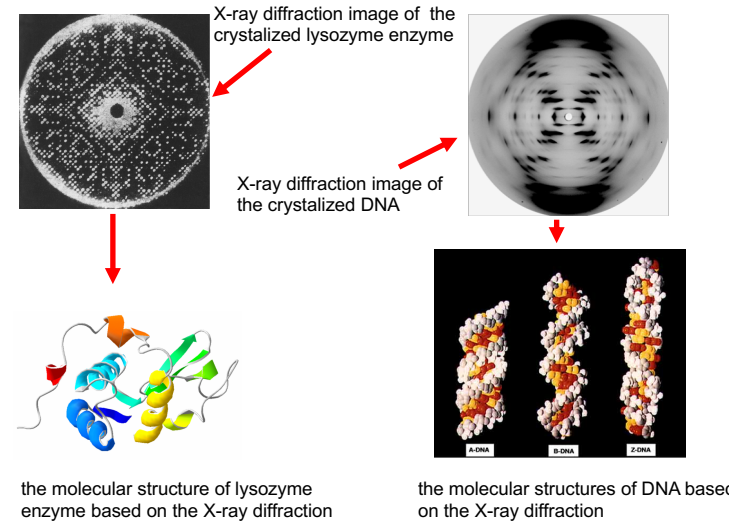 X-ray diffraction image of the
crystalized lysozyme enzyme
X-ray diffraction image of
the crystalized DNA
A-DNA
B-DNA
Z-DNA
the molecular structure of lysozyme
enzyme based on the X-ray diffraction
the molecular structures of DNA based
on the X-ray diffraction